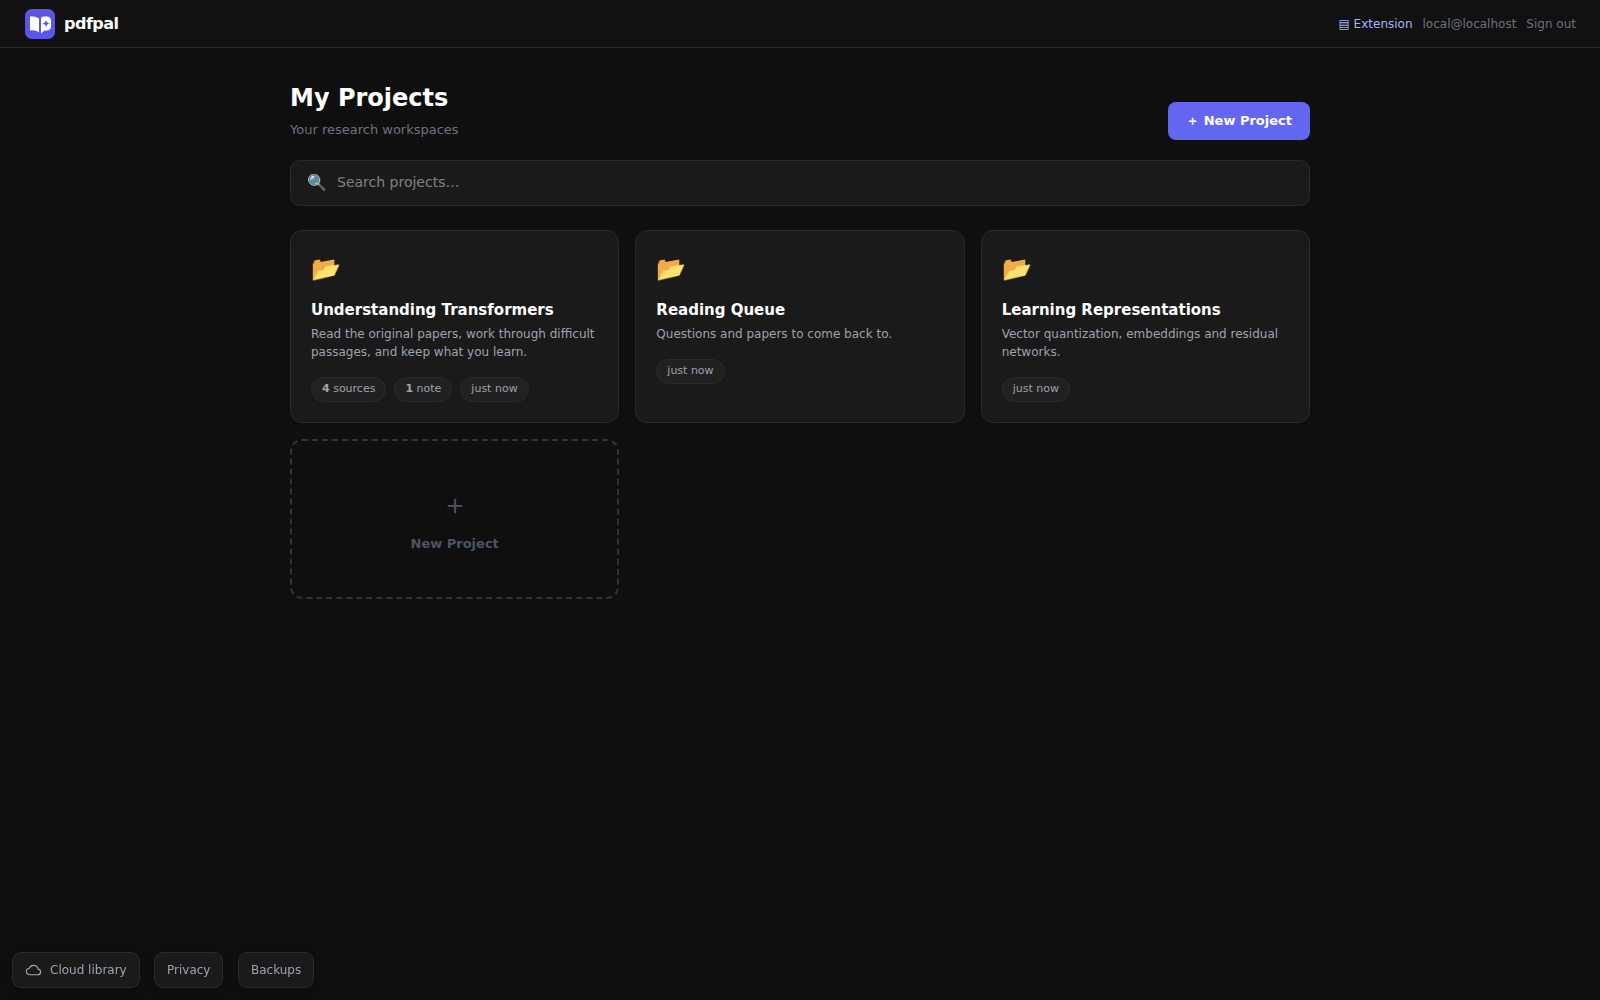 pdfpal
Extension local@localhost Sign out
My Projects
Your research workspaces
+ New Project
Search projects...
Understanding Transformers
Read the original papers, work through difficult
passages, and keep what you learn.
4 sources 1 note just now
Reading Queue
Questions and papers to come back to.
just now
Learning Representations
Vector quantization, embeddings and residual
networks.
just now
+
New Project
Cloud library Privacy Backups